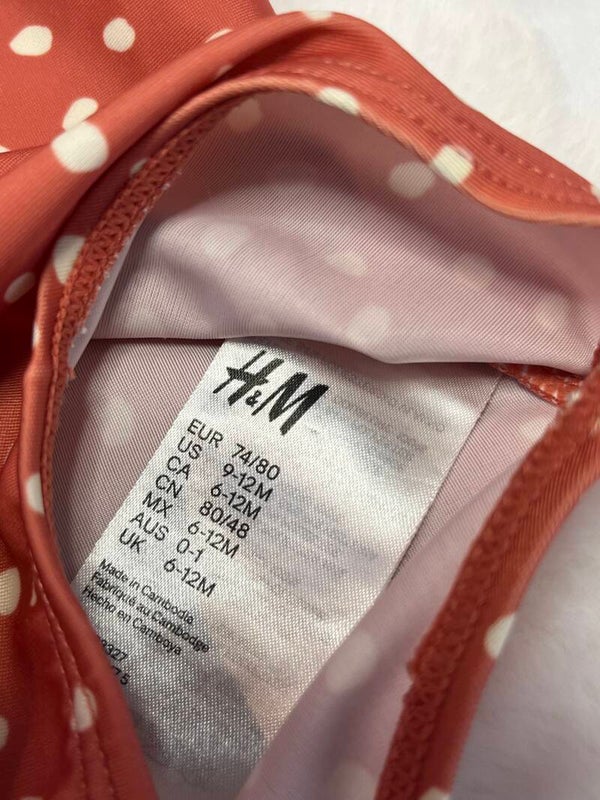 H&M
EUR 74/80
US 9-12M
CA 6-12M
CN 80/48
MX 6-12M
AUS 0-1
UK 6-12M
Made in Cambodia
Fabriqué au Cambodge
Hecho en Camboya